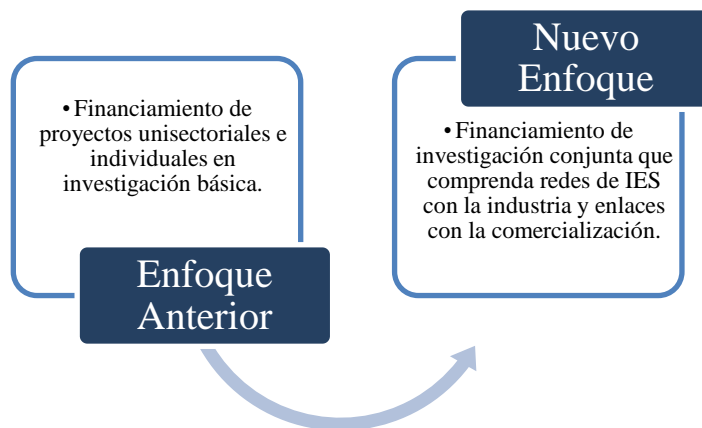 • Financiamiento de
proyectos unisectoriales e
individuales en
investigación básica.
Enfoque
Anterior
Nuevo
Enfoque
• Financiamiento de
investigación conjunta que
comprenda redes de IES
con la industria y enlaces
con la comercialización.